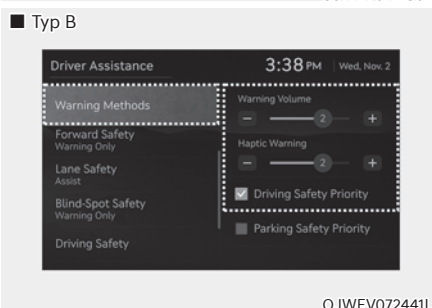 ■ Typ B
Driver Assistance
3:38 PM
Wed, Nov. 2
Warning Methods
Forward Safety
Warning Only
Lane Safety
Assist
Blind-Spot Safety
Warning Only
Driving Safety
Warning Volume
− 2 +
Haptic Warning
− 2 +
Driving Safety Priority
Parking Safety Priority